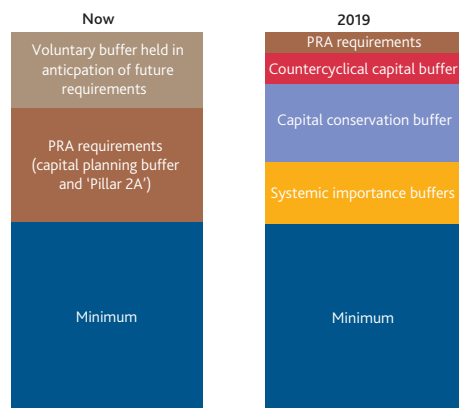 Now
Voluntary buffer held in
anticpation of future
requirements
PRA requirements
(capital planning buffer
and ‘Pillar 2A’)
Minimum
2019
PRA requirements
Countercyclical capital buffer
Capital conservation buffer
Systemic importance buffers
Minimum